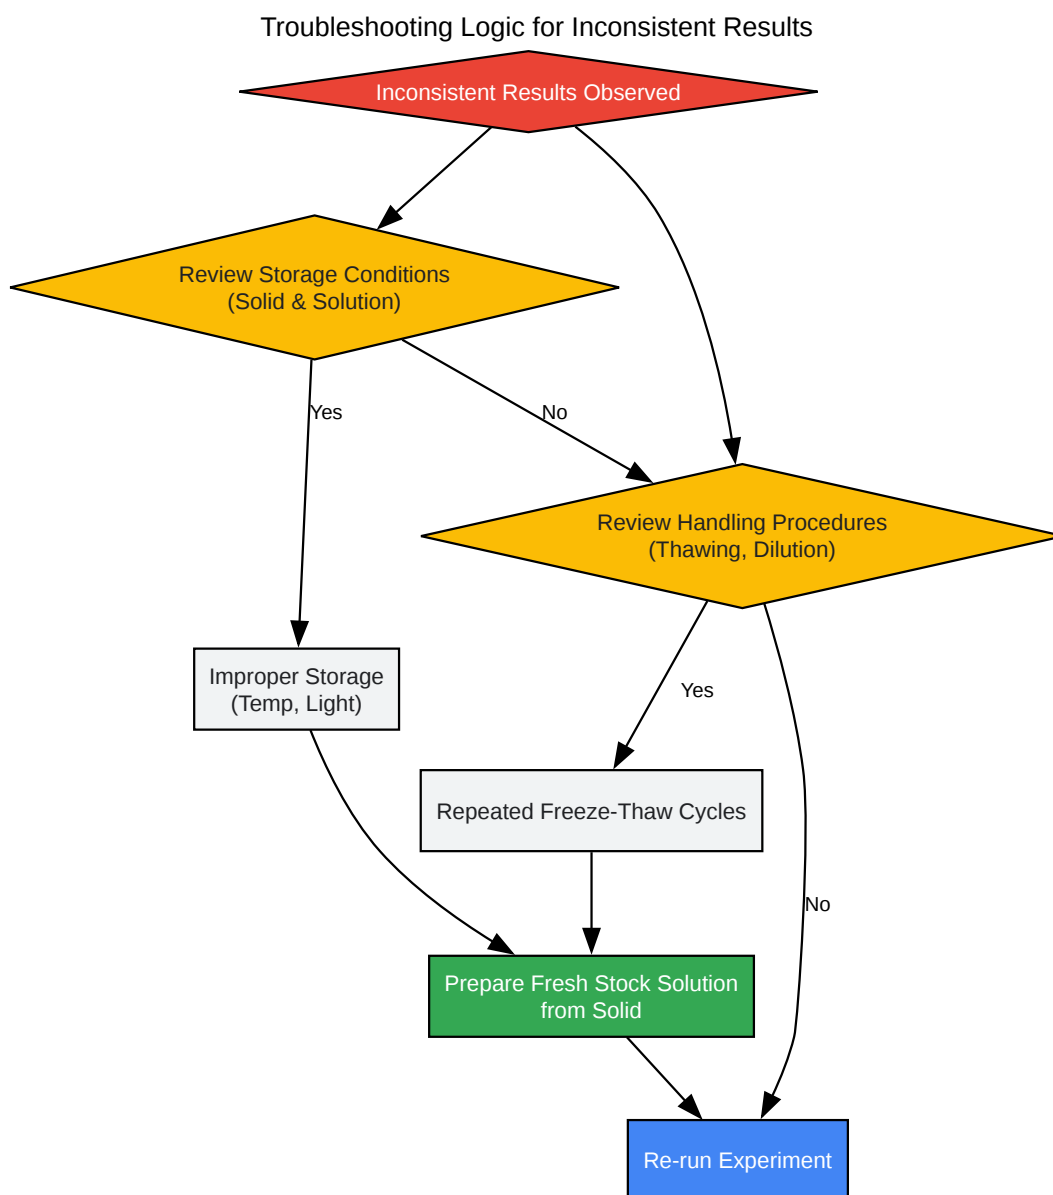 Troubleshooting Logic for Inconsistent Results
Inconsistent Results Observed
Review Storage Conditions
(Solid & Solution)
Yes
No
Review Handling Procedures
(Thawing, Dilution)
Improper Storage
(Temp, Light)
Yes
Repeated Freeze-Thaw Cycles
No
Prepare Fresh Stock Solution
from Solid
Re-run Experiment